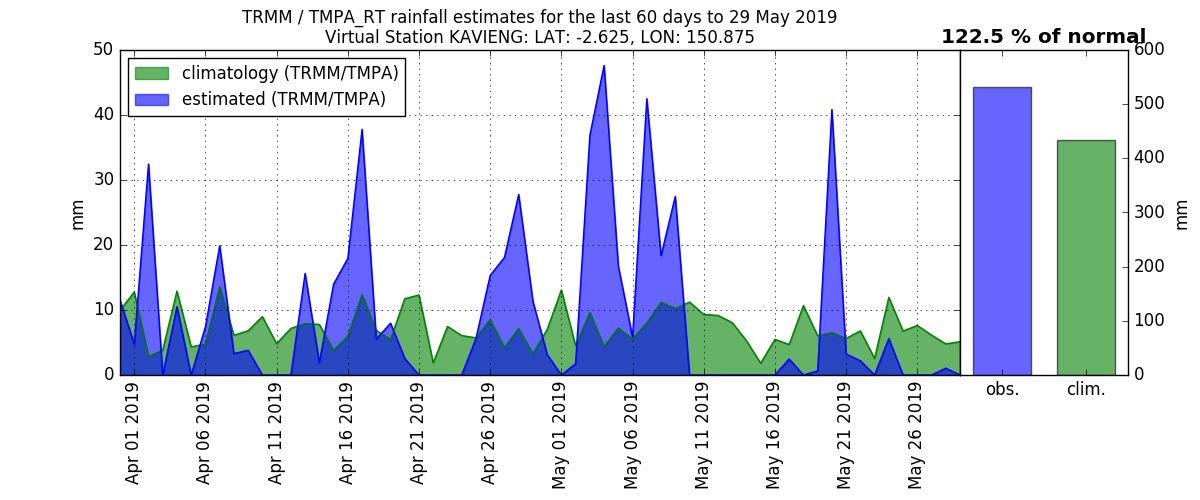 TRMM / TMPA_RT rainfall estimates for the last 60 days to 29 May 2019
Virtual Station KAVIENG: LAT: -2.625, LON: 150.875
122.5 % of normal
climatology (TRMM/TMPA)
estimated (TRMM/TMPA)
50
40
30
20
10
0
mm
Apr 01 2019
Apr 06 2019
Apr 11 2019
Apr 16 2019
Apr 21 2019
Apr 26 2019
May 01 2019
May 06 2019
May 11 2019
May 16 2019
May 21 2019
May 26 2019
600
500
400
300
200
100
0
mm
obs.
clim.